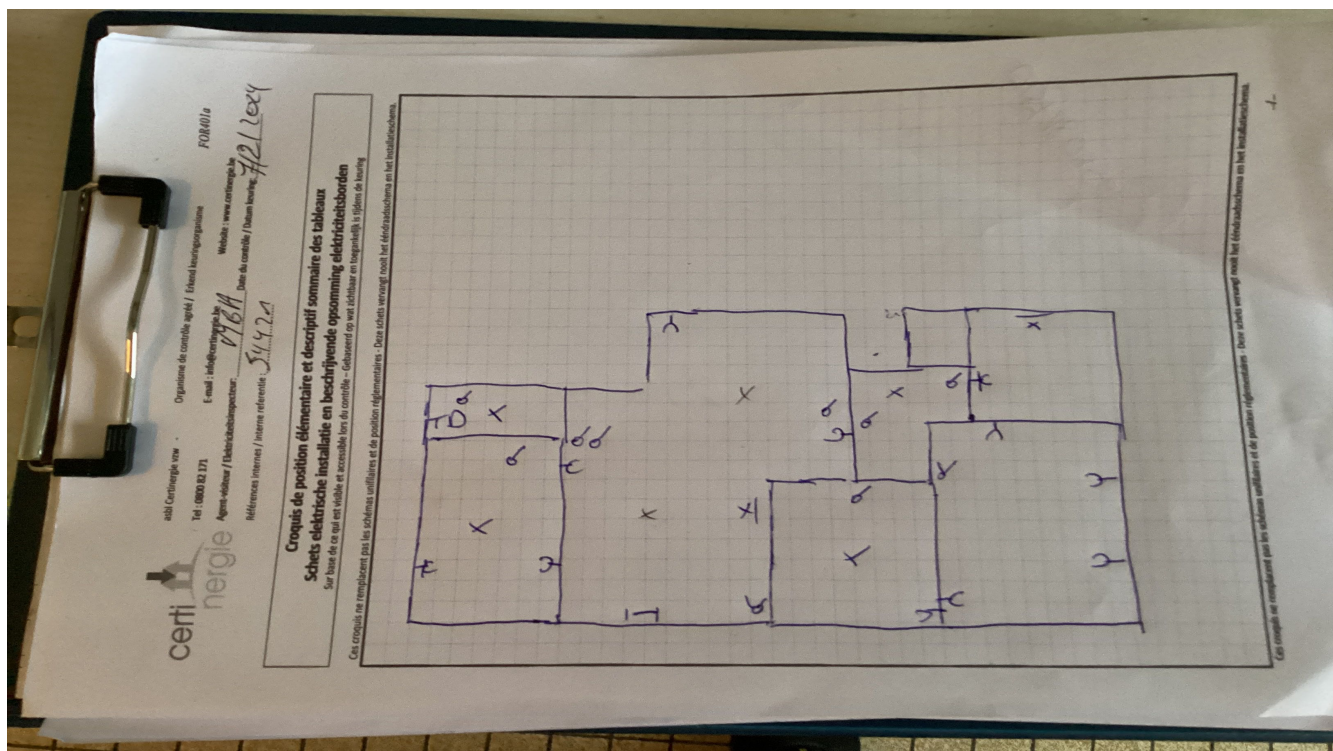 certi
nergie
asbl Certinergie vzw - Organisme de contrôle agréé / Erkend keuringsorganisme FOR401a
Tel : 0800 82 171 E-mail : info@certinergie.be Website : www.certinergie.be
Agent-visiteur / Elektriciteitsinspecteur: Date du contrôle / Datum keuring: 7/2/2024
Références internes / Interne referentie : 54421
Croquis de position élémentaire et descriptif sommaire des tableaux
Schets elektrische installatie en beschrijvende opsomming elektriciteitsborden
Sur base de ce qui est visible et accessible lors du contrôle – Gebaseerd op wat zichtbaar en toegankelijk is tijdens de keuring
Ces croquis ne remplacent pas les schémas unifilaires et de position réglementaires - Deze schets vervangt nooit het ééndraadsschema en het installatieschema.
Ces croquis ne remplacent pas les schémas unifilaires et de position réglementaires - Deze schets vervangt nooit het ééndraadsschema en het installatieschema.
-1-